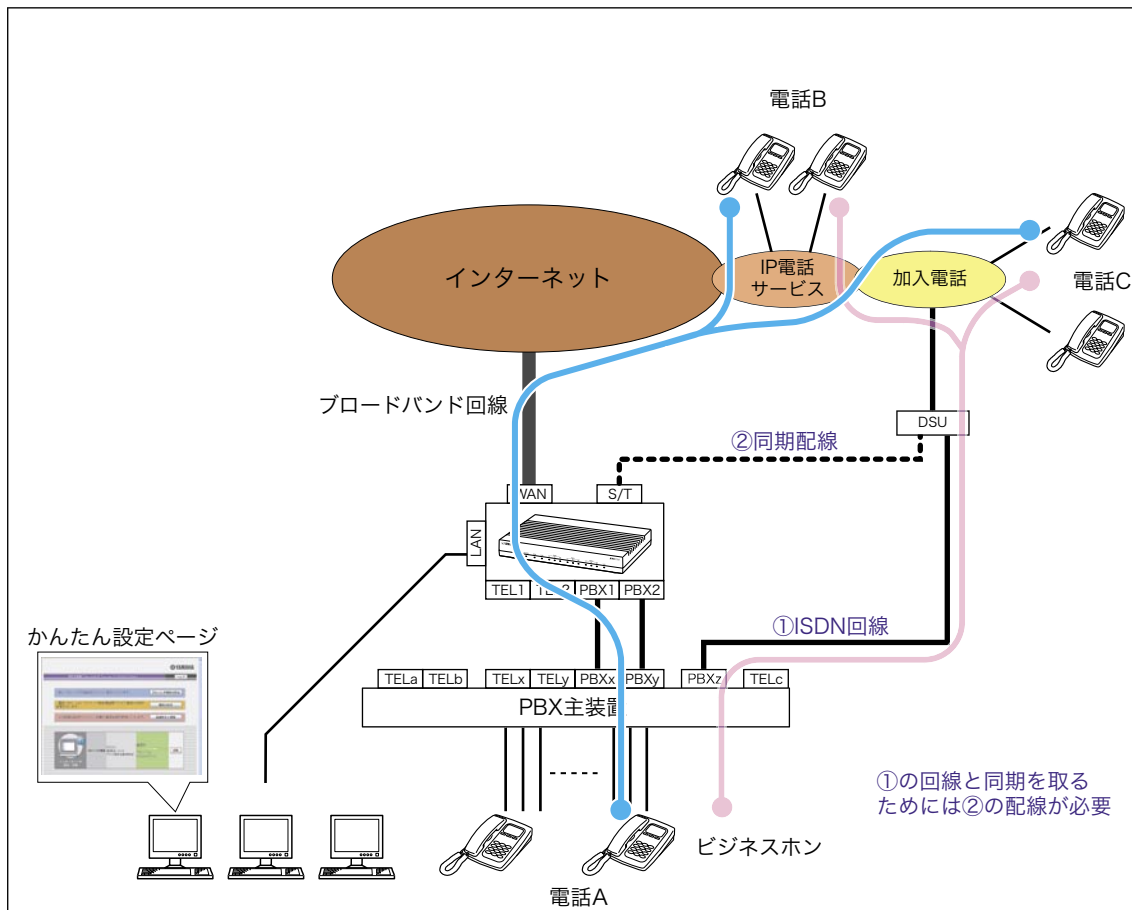 電話B
インターネット
IP電話
サービス
加入電話
電話C
ブロードバンド回線
DSU
②同期配線
WAN
S/T
LAN
TEL1
TEL2
PBX1
PBX2
①ISDN回線
かんたん設定ページ
YAMAHA
TELa
TELb
TELx
TELy
PBXx
PBXy
PBXz
TELc
PBX主装置
①の回線と同期を取る
ためには②の配線が必要
ビジネスホン
電話A